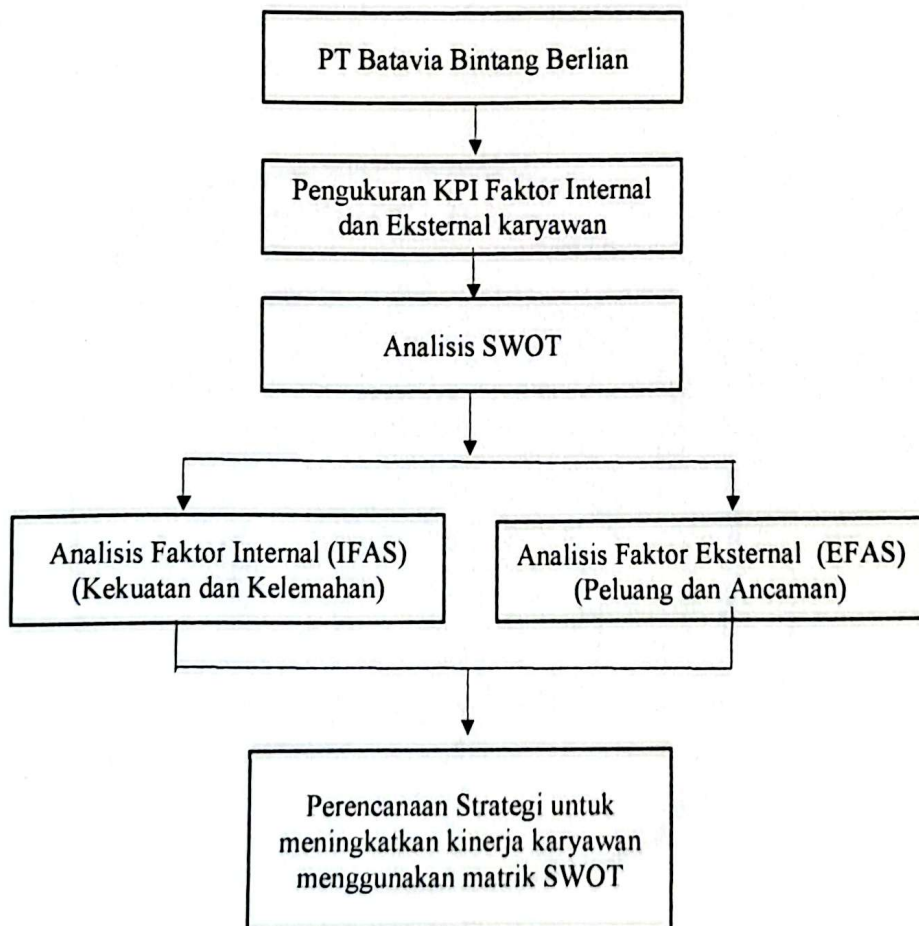 PT Batavia Bintang Berlian
Pengukuran KPI Faktor Internal
dan Eksternal karyawan
Analisis SWOT
Analisis Faktor Internal (IFAS)
(Kekuatan dan Kelemahan)
Analisis Faktor Eksternal (EFAS)
(Peluang dan Ancaman)
Perencanaan Strategi untuk
meningkatkan kinerja karyawan
menggunakan matrik SWOT